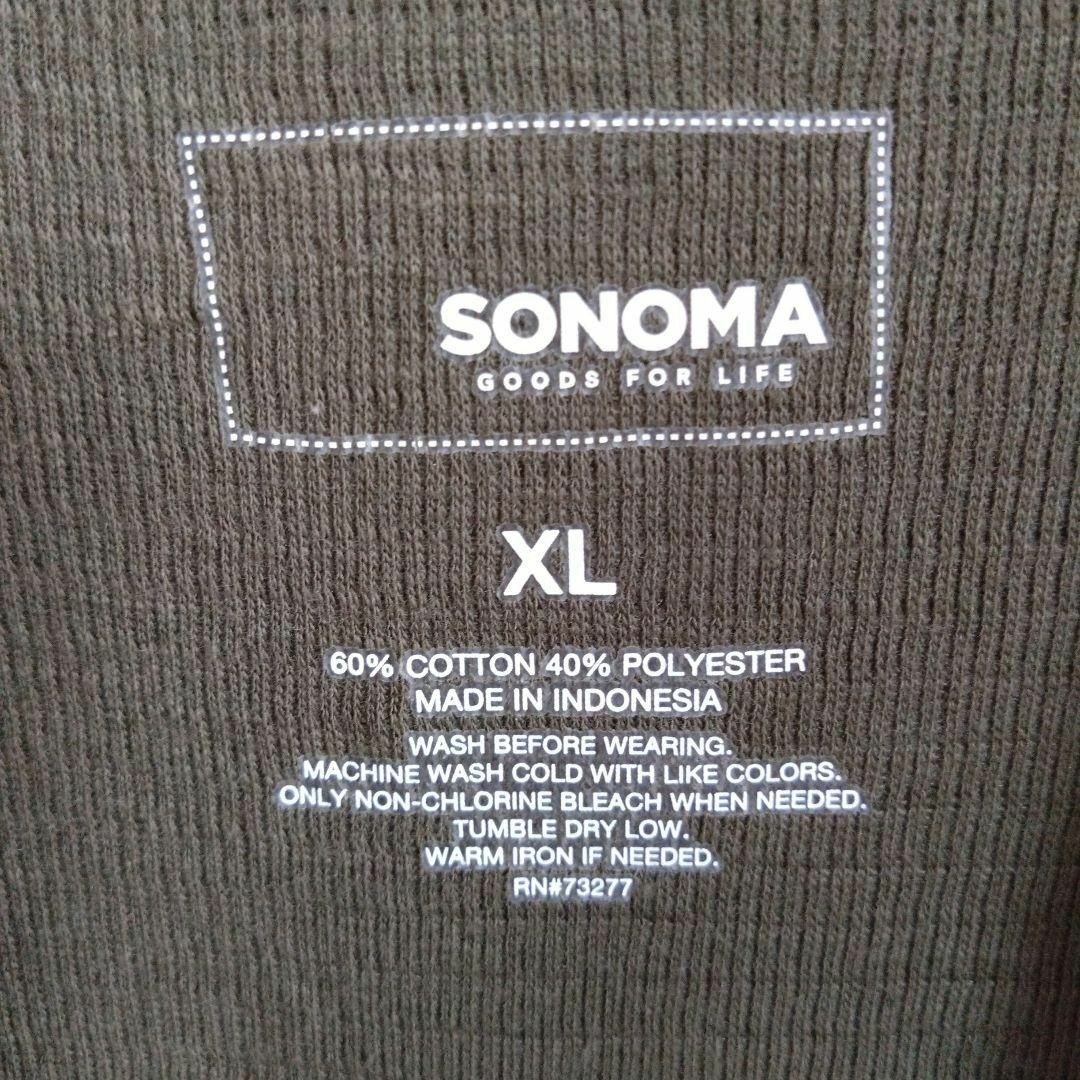 SONOMA
GOODS FOR LIFE
XL
60% COTTON 40% POLYESTER
MADE IN INDONESIA
WASH BEFORE WEARING.
MACHINE WASH COLD WITH LIKE COLORS.
ONLY NON-CHLORINE BLEACH WHEN NEEDED.
TUMBLE DRY LOW.
WARM IRON IF NEEDED.
RN#73277